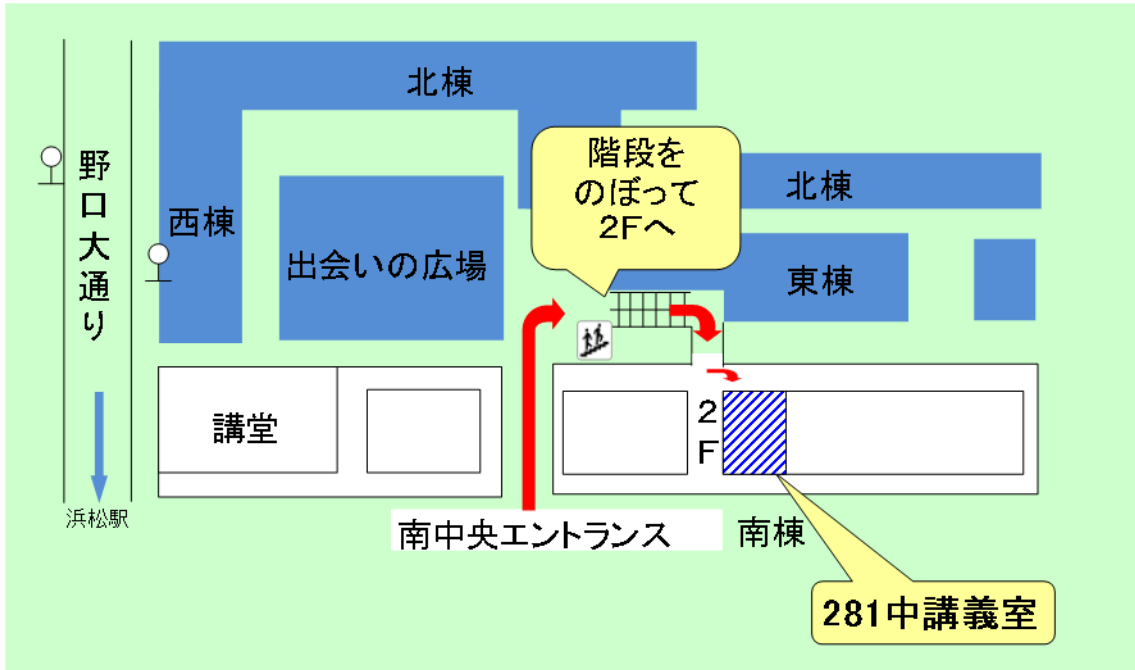 北棟
野口大通り
階段を
のぼって
2Fへ
北棟
西棟
出会いの広場
東棟
講堂
2F
浜松駅
南中央エントランス
南棟
281中講義室